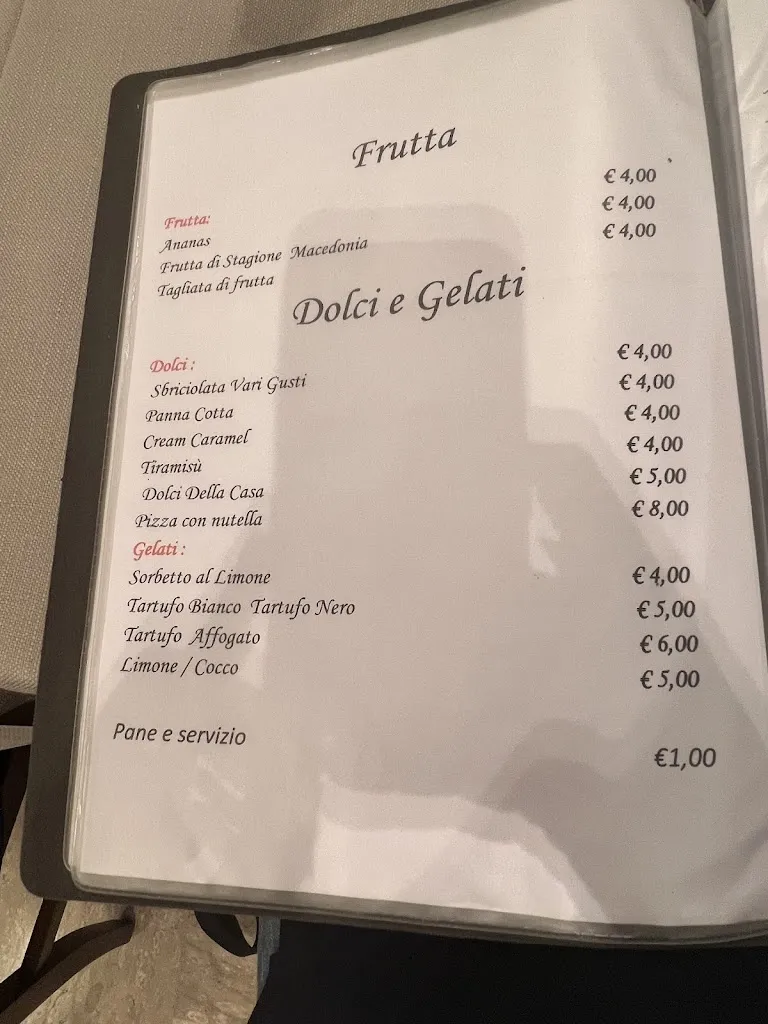 Frutta
Frutta:
Ananas € 4,00
Frutta di Stagione Macedonia € 4,00
Tagliata di frutta € 4,00
Dolci e Gelati
Dolci :
Sbriciolata Vari Gusti € 4,00
Panna Cotta € 4,00
Cream Caramel € 4,00
Tiramisù € 4,00
Dolci Della Casa € 5,00
Pizza con nutella € 8,00
Gelati :
Sorbetto al Limone € 4,00
Tartufo Bianco Tartufo Nero € 5,00
Tartufo Affogato € 6,00
Limone / Cocco € 5,00
Pane e servizio €1,00